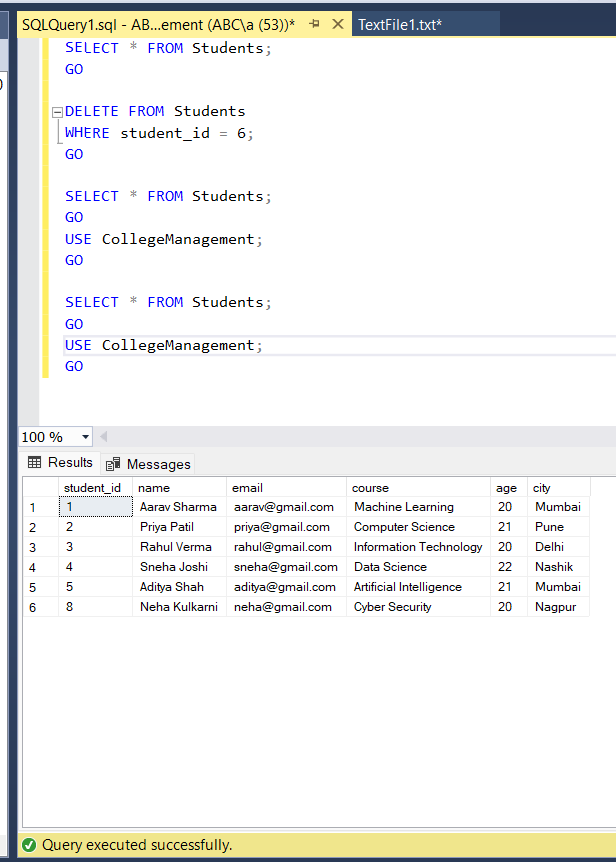 SQLQuery1.sql - AB...ement (ABC\a (53))* TextFile1.txt*
SELECT * FROM Students;
GO
DELETE FROM Students
WHERE student_id = 6;
GO
SELECT * FROM Students;
GO
USE CollegeManagement;
GO
SELECT * FROM Students;
GO
USE CollegeManagement;
GO
100 %
Results Messages
student_id name email course age city
1 1 Aarav Sharma aarav@gmail.com Machine Learning 20 Mumbai
2 2 Priya Patil priya@gmail.com Computer Science 21 Pune
3 3 Rahul Verma rahul@gmail.com Information Technology 20 Delhi
4 4 Sneha Joshi sneha@gmail.com Data Science 22 Nashik
5 5 Aditya Shah aditya@gmail.com Artificial Intelligence 21 Mumbai
6 8 Neha Kulkarni neha@gmail.com Cyber Security 20 Nagpur
Query executed successfully.